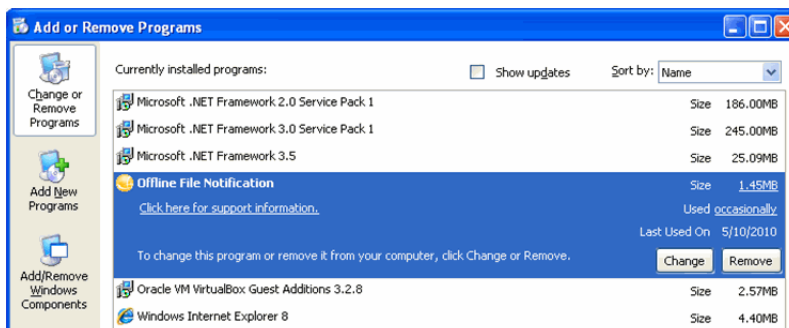 Add or Remove Programs
Change or Remove Programs
Currently installed programs:
Show updates
Sort by: Name
Microsoft .NET Framework 2.0 Service Pack 1 Size 186.00MB
Microsoft .NET Framework 3.0 Service Pack 1 Size 245.00MB
Microsoft .NET Framework 3.5 Size 25.09MB
Add New Programs
Offline File Notification Size 1.45MB
Click here for support information. Used occasionally
Last Used On 5/10/2010
To change this program or remove it from your computer, click Change or Remove. Change Remove
Add/Remove Windows Components
Oracle VM VirtualBox Guest Additions 3.2.8 Size 2.57MB
Windows Internet Explorer 8 Size 4.40MB